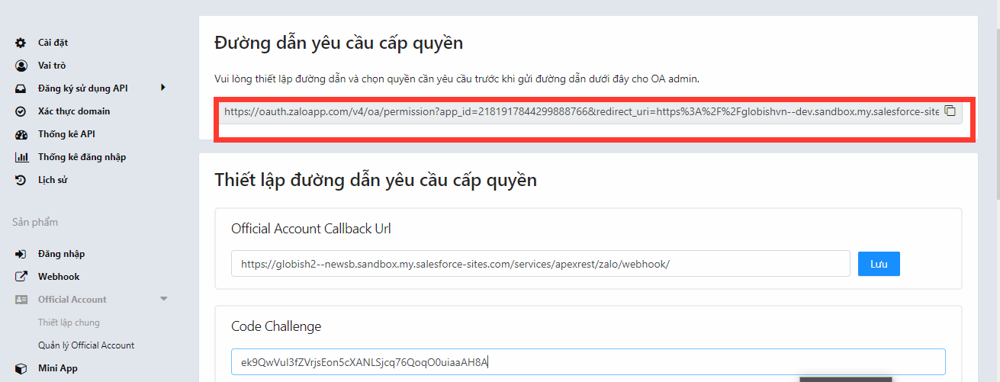 Cài đặt
Vai trò
Đăng ký sử dụng API
Xác thực domain
Thống kê API
Thống kê đăng nhập
Lịch sử
Sản phẩm
Đăng nhập
Webhook
Official Account
Thiết lập chung
Quản lý Official Account
Mini App
Đường dẫn yêu cầu cấp quyền
Vui lòng thiết lập đường dẫn và chọn quyền cần yêu cầu trước khi gửi đường dẫn dưới đây cho OA admin.
https://oauth.zaloapp.com/v4/oa/permission?app_id=2181917844299888766&redirect_uri=https%3A%2F%2Fglobishvn--dev.sandbox.my.salesforce-site
Thiết lập đường dẫn yêu cầu cấp quyền
Official Account Callback Url
https://globish2--newsb.sandbox.my.salesforce-sites.com/services/apexrest/zalo/webhook/
Lưu
Code Challenge
ek9QwVuI3fZVrjsEon5cXANLSjcq76QoqO0uiaaAH8A